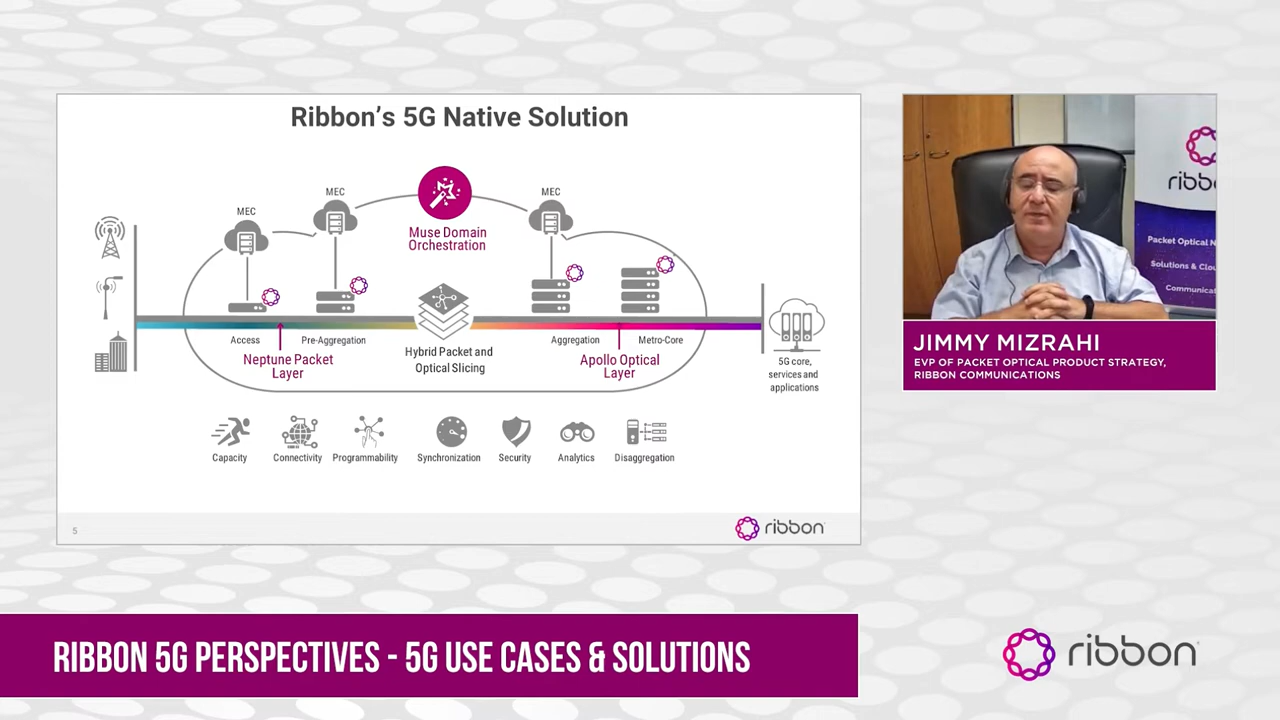 Ribbon's 5G Native Solution
MEC
MEC
MEC
Muse Domain
Orchestration
Access
Pre-Aggregation
Neptune Packet
Layer
Hybrid Packet and
Optical Slicing
Aggregation
Metro-Core
Apollo Optical
Layer
5G core,
services and
applications
Capacity
Connectivity
Programmability
Synchronization
Security
Analytics
Disaggregation
5
ribbon
Packet Optical
Solutions &
JIMMY MIZRAHI
EVP OF PACKET OPTICAL PRODUCT STRATEGY,
RIBBON COMMUNICATIONS
RIBBON 5G PERSPECTIVES - 5G USE CASES & SOLUTIONS
ribbon